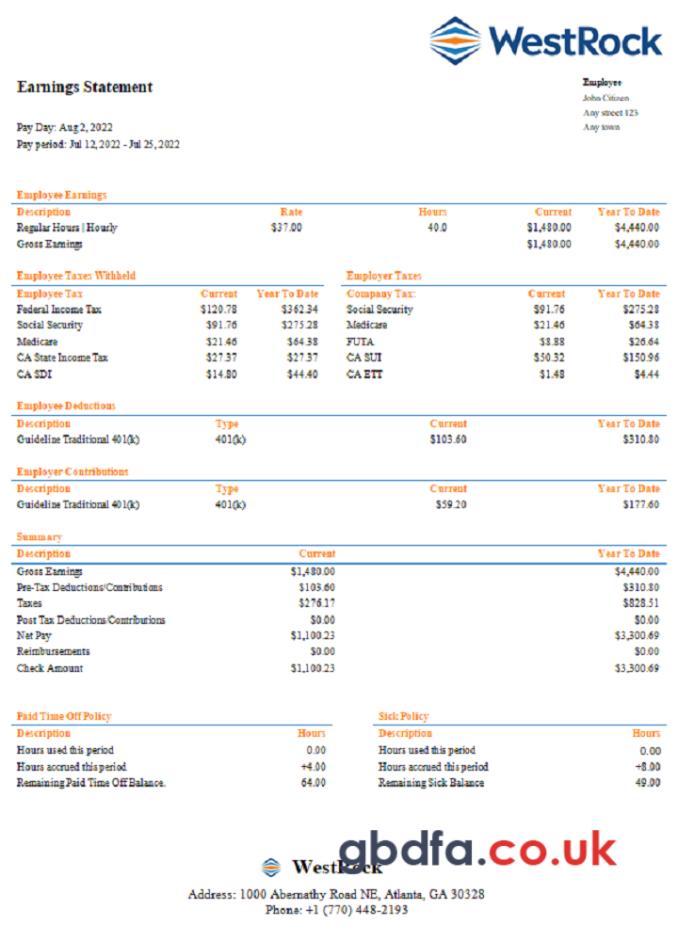 WestRock
Earnings Statement
Employee
John Citizen
Any street 123
Any town
Pay Day: Aug 2, 2022
Pay period: Jul 12, 2022 - Jul 25, 2022
Employee Earnings
Description Rate Hours Current Year To Date
Regular Hours | Hourly $37.00 40.0 $1,480.00 $4,440.00
Gross Earnings $1,480.00 $4,440.00
Employee Taxes Withheld Employer Taxes
Employee Tax Current Year To Date Company Tax: Current Year To Date
Federal Income Tax $120.78 $362.34 Social Security $91.76 $275.28
Social Security $91.76 $275.28 Medicare $21.46 $64.38
Medicare $21.46 $64.38 FUTA $8.88 $26.64
CA State Income Tax $27.37 $27.37 CA SUI $50.32 $150.96
CA SDI $14.80 $44.40 CA ETT $1.48 $4.44
Employee Deductions
Description Type Current Year To Date
Guideline Traditional 401(k) 401(k) $103.60 $310.80
Employer Contributions
Description Type Current Year To Date
Guideline Traditional 401(k) 401(k) $59.20 $177.60
Summary
Description Current Year To Date
Gross Earnings $1,480.00 $4,440.00
Pre-Tax Deductions/Contributions $103.60 $310.80
Taxes $276.17 $828.51
Post Tax Deductions/Contributions $0.00 $0.00
Net Pay $1,100.23 $3,300.69
Reimbursements $0.00 $0.00
Check Amount $1,100.23 $3,300.69
Paid Time Off Policy Sick Policy
Description Hours Description Hours
Hours used this period 0.00 Hours used this period 0.00
Hours accrued this period +4.00 Hours accrued this period +8.00
Remaining Paid Time Off Balance. 64.00 Remaining Sick Balance 49.00
gbdfa.co.uk
WestRock
Address: 1000 Abernathy Road NE, Atlanta, GA 30328
Phone: +1 (770) 448-2193